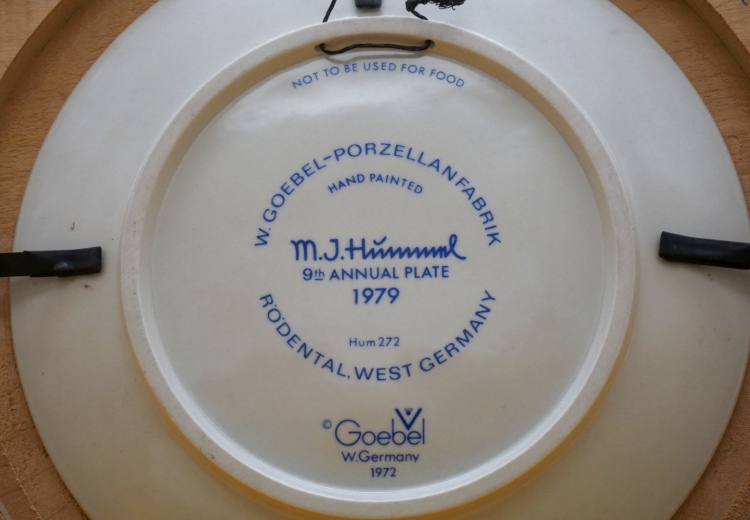 NOT TO BE USED FOR FOOD
W. GOEBEL-PORZELLANFABRIK
HAND PAINTED
M.J.Hummel
9th ANNUAL PLATE
1979
Hum 272
RÖDENTAL, WEST GERMANY
© Goebel
W.Germany
1972